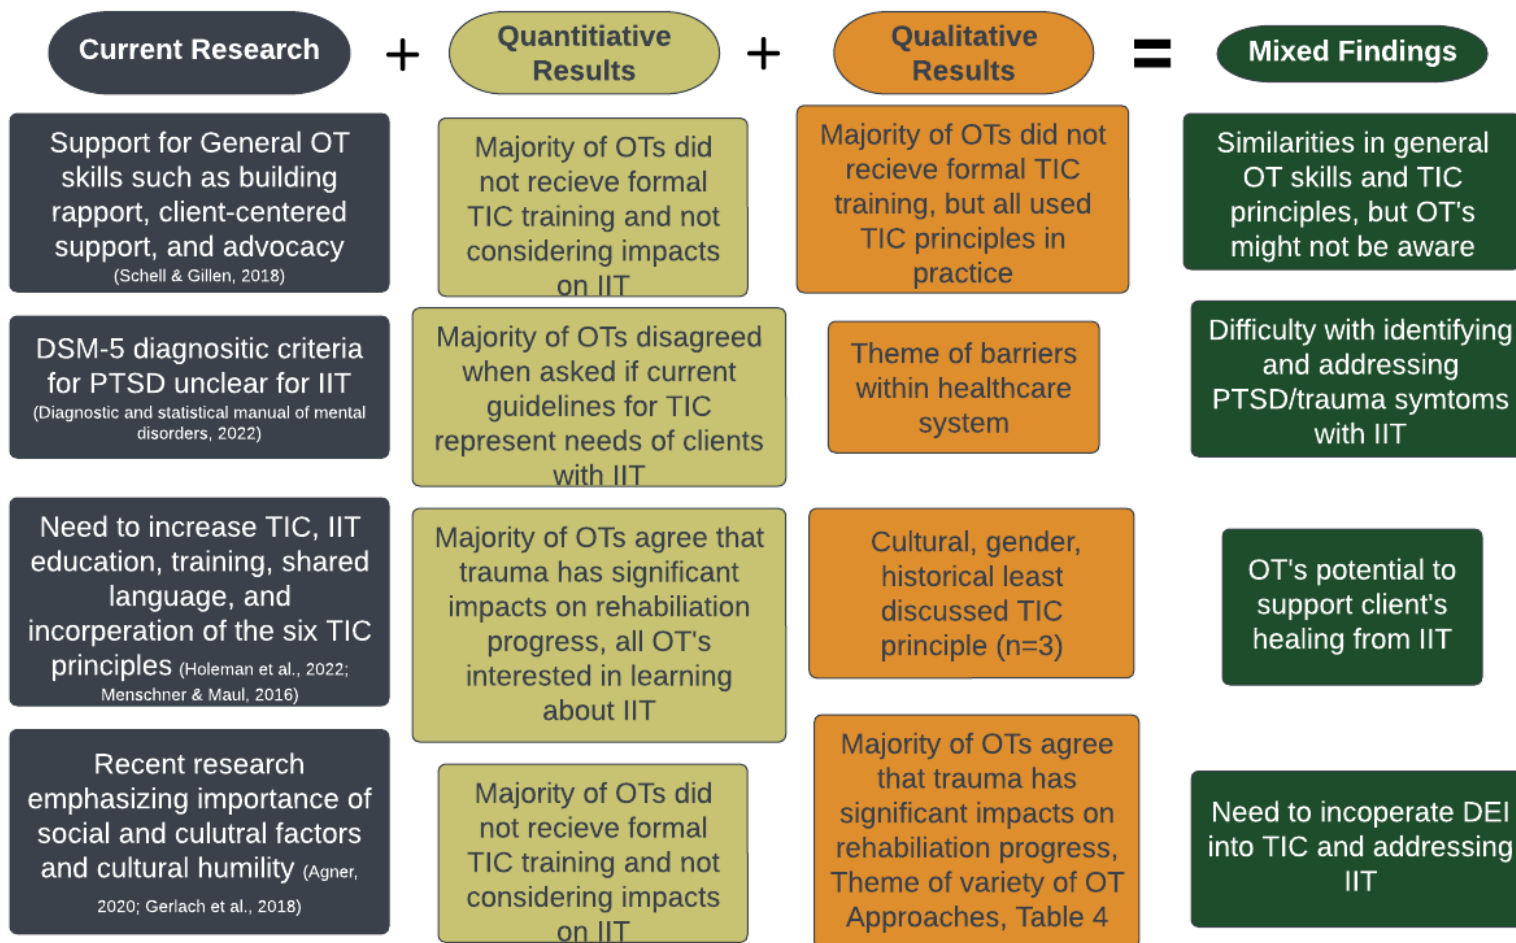 Current Research
+
Quantitiative
Results
+
Qualitative
Results
=
Mixed Findings
Support for General OT
skills such as building
rapport, client-centered
support, and advocacy
(Schell & Gillen, 2018)
Majority of OTs did
not recieve formal
TIC training and not
considering impacts
on IIT
Majority of OTs did not
recieve formal TIC
training, but all used
TIC principles in
practice
Similarities in general
OT skills and TIC
principles, but OT's
might not be aware
DSM-5 diagnositic criteria
for PTSD unclear for IIT
(Diagnostic and statistical manual of mental
disorders, 2022)
Majority of OTs disagreed
when asked if current
guidelines for TIC
represent needs of clients
with IIT
Theme of barriers
within healthcare
system
Difficulty with identifying
and addressing
PTSD/trauma symtoms
with IIT
Need to increase TIC, IIT
education, training, shared
language, and
incorperation of the six TIC
principles (Holeman et al., 2022;
Menschner & Maul, 2016)
Majority of OTs agree that
trauma has significant
impacts on rehabiliation
progress, all OT's
interested in learning
about IIT
Cultural, gender,
historical least
discussed TIC
principle (n=3)
OT's potential to
support client's
healing from IIT
Recent research
emphasizing importance of
social and culutral factors
and cultural humility (Agner,
2020; Gerlach et al., 2018)
Majority of OTs did
not recieve formal
TIC training and not
considering impacts
on IIT
Majority of OTs agree
that trauma has
significant impacts on
rehabiliation progress,
Theme of variety of OT
Approaches, Table 4
Need to incoperate DEI
into TIC and addressing
IIT